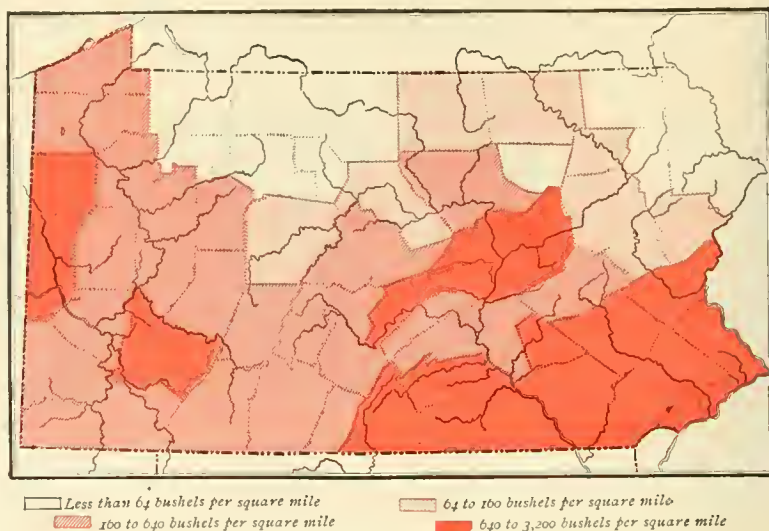 Less than 64 bushels per square mile 64 to 160 bushels per square mile
160 to 640 bushels per square mile 640 to 3,200 bushels per square mile